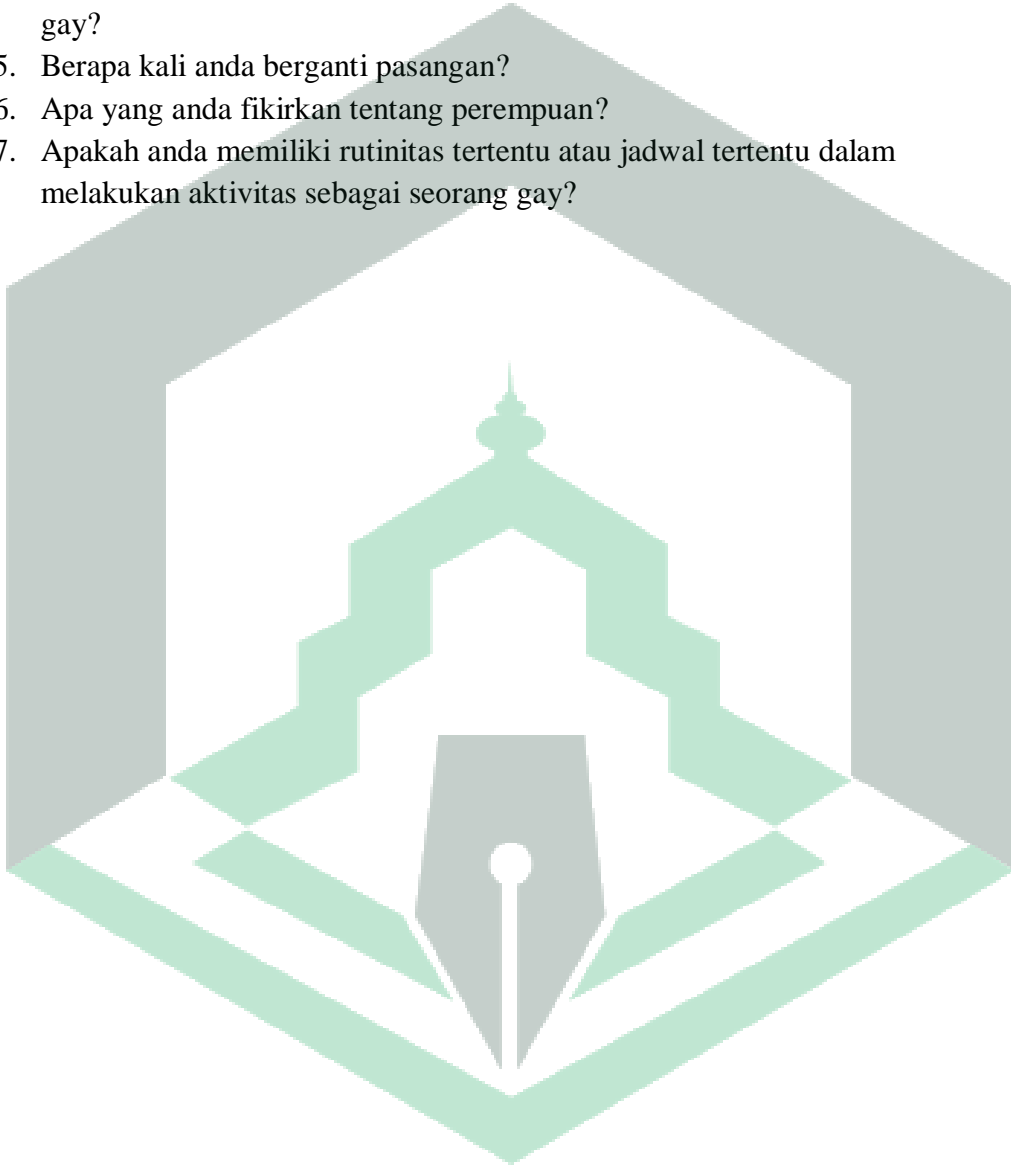 gay?
5. Berapa kali anda berganti pasangan?
6. Apa yang anda fikirkan tentang perempuan?
7. Apakah anda memiliki rutinitas tertentu atau jadwal tertentu dalam
melakukan aktivitas sebagai seorang gay?